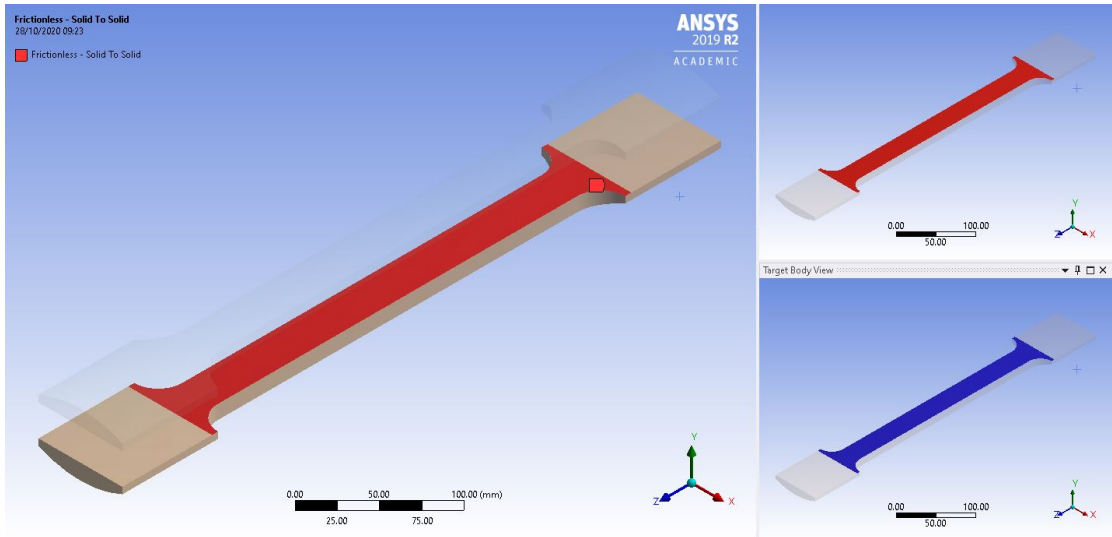 Frictionless - Solid To Solid
28/10/2020 09:23
Frictionless - Solid To Solid
ANSYS
2019 R2
ACADEMIC
0.00 50.00 100.00 (mm)
25.00 75.00
Y
Z X
0.00 100.00
50.00
Y
Z X
Target Body View
0.00 100.00
50.00
Y
Z X